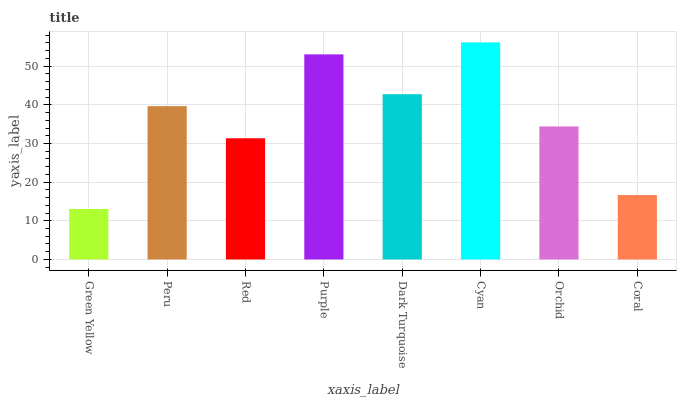 title
50
40
30
20
10
0
yaxis_label
Green Yellow
Peru
Red
Purple
Dark Turquoise
Cyan
Orchid
Coral
xaxis_label